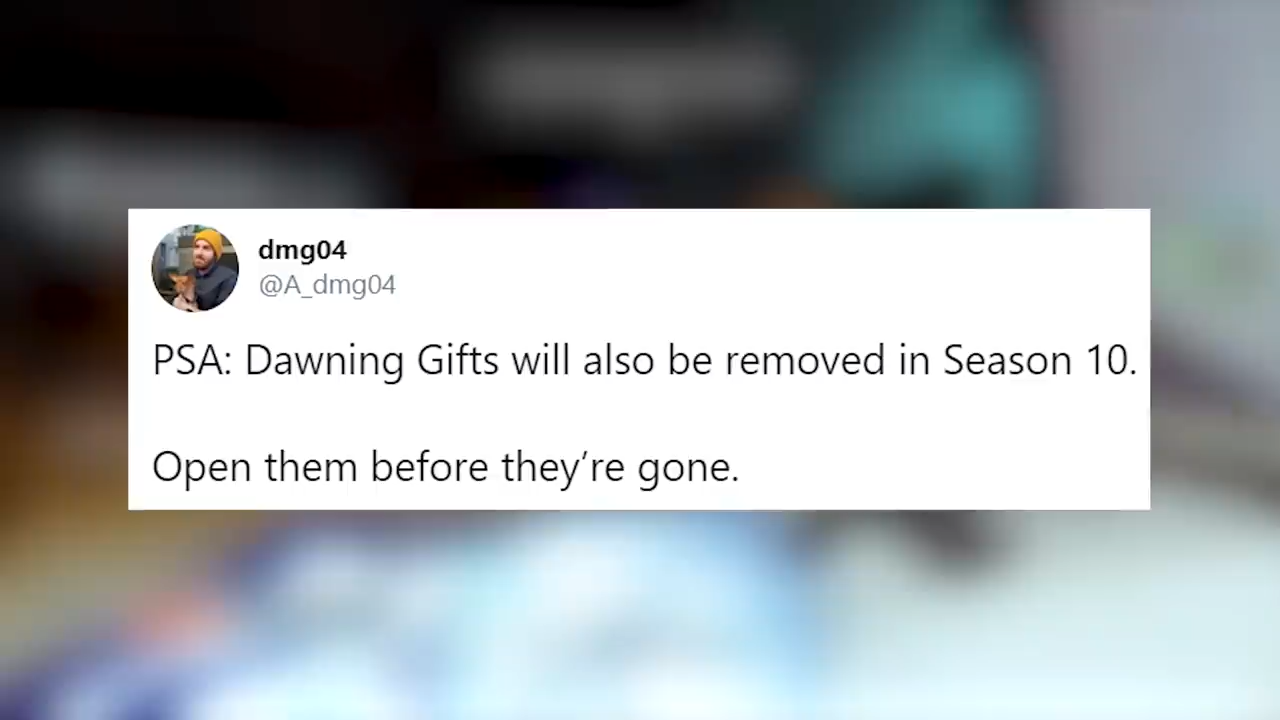 dmg04
@A_dmg04
PSA: Dawning Gifts will also be removed in Season 10.
Open them before they’re gone.